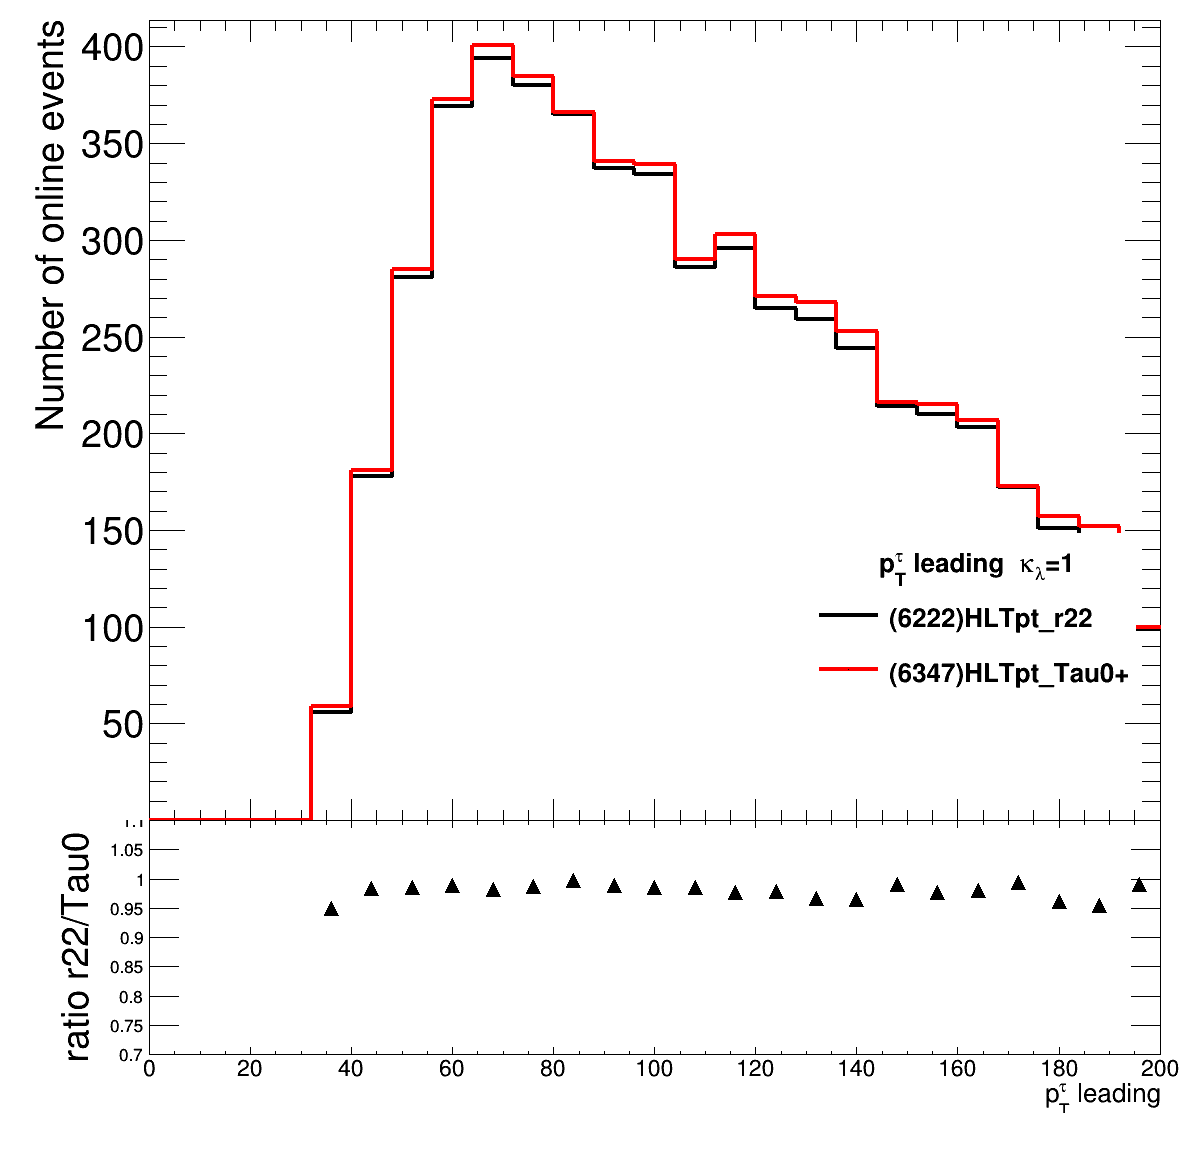 Number of online events
400
350
300
250
200
150
100
50
p_T^τ leading κ_λ=1
(6222)HLTpt_r22
(6347)HLTpt_Tau0+
ratio r22/Tau0
1.1
1.05
1
0.95
0.9
0.85
0.8
0.75
0.7
0 20 40 60 80 100 120 140 160 180 200
p_T^τ leading